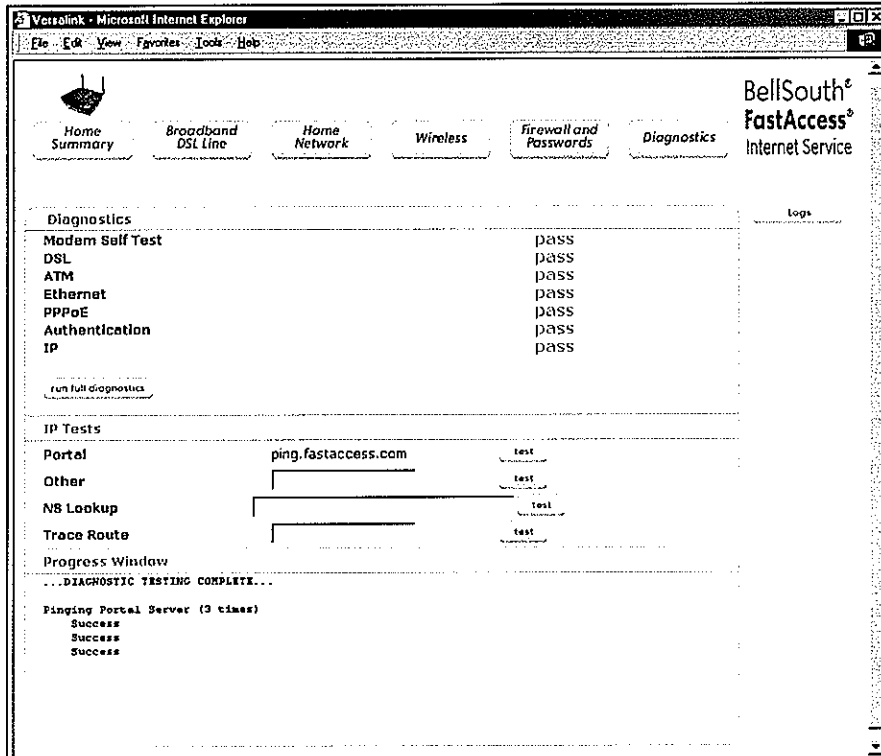 Versalink - Microsoft Internet Explorer
File Edit View Favorites Tools Help
BellSouth®
FastAccess®
Internet Service
Home Summary
Broadband DSL Line
Home Network
Wireless
Firewall and Passwords
Diagnostics
logs
Diagnostics
Modem Self Test pass
DSL pass
ATM pass
Ethernet pass
PPPoE pass
Authentication pass
IP pass
run full diagnostics
IP Tests
Portal ping.fastaccess.com test
Other test
NS Lookup test
Trace Route test
Progress Window
...DIAGNOSTIC TESTING COMPLETE...
Pinging Portal Server (3 times)
Success
Success
Success